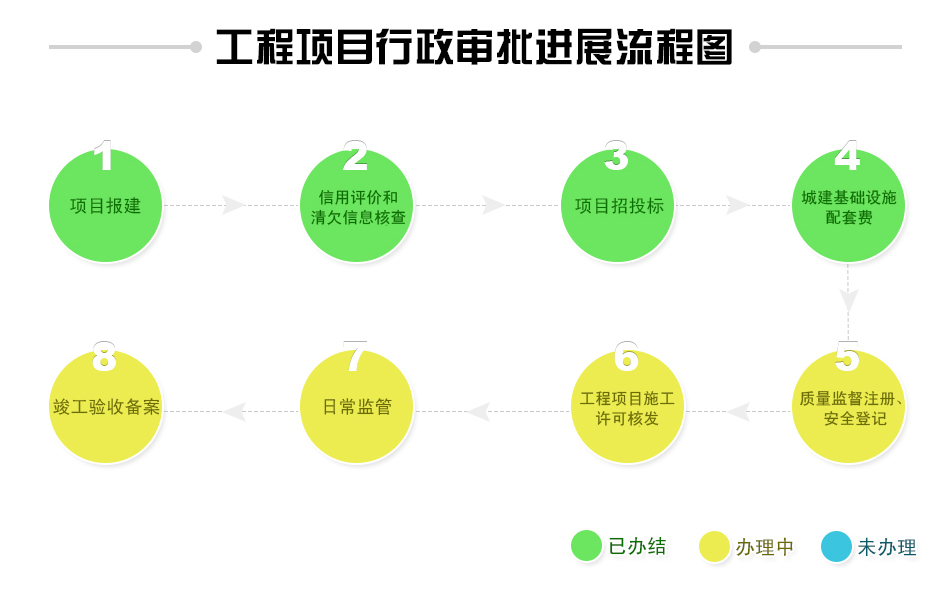 工程项目行政审批进展流程图
1
项目报建
2
信用评价和
清欠信息核查
3
项目招投标
4
城建基础设施
配套费
5
质量监督注册、
安全登记
6
工程项目施工
许可核发
7
日常监管
8
竣工验收备案
已办结
办理中
未办理